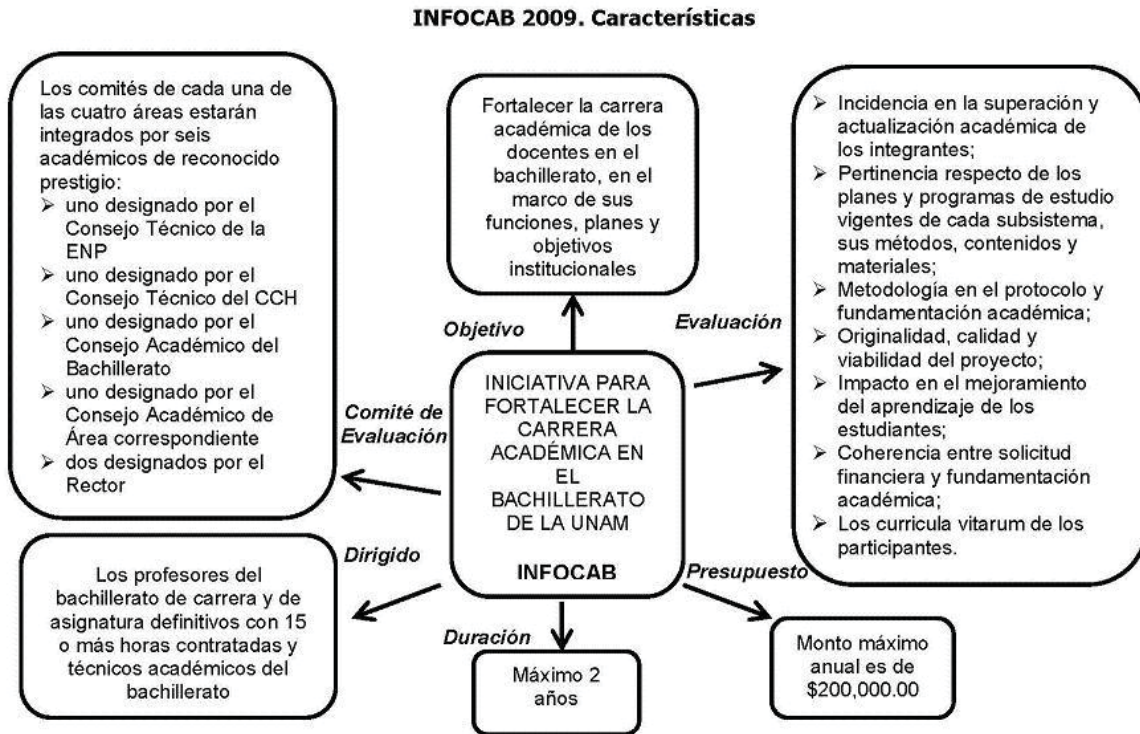 INFOCAB 2009. Características
Los comités de cada una de
las cuatro áreas estarán
integrados por seis
académicos de reconocido
prestigio:
➢ uno designado por el
Consejo Técnico de la
ENP
➢ uno designado por el
Consejo Técnico del CCH
➢ uno designado por el
Consejo Académico del
Bachillerato
➢ uno designado por el
Consejo Académico de
Área correspondiente
➢ dos designados por el
Rector
Fortalecer la carrera
académica de los
docentes en el
bachillerato, en el
marco de sus
funciones, planes y
objetivos
institucionales
➢ Incidencia en la superación y
actualización académica de
los integrantes;
➢ Pertinencia respecto de los
planes y programas de estudio
vigentes de cada subsistema,
sus métodos, contenidos y
materiales;
➢ Metodología en el protocolo y
fundamentación académica;
➢ Originalidad, calidad y
viabilidad del proyecto;
➢ Impacto en el mejoramiento
del aprendizaje de los
estudiantes;
➢ Coherencia entre solicitud
financiera y fundamentación
académica;
➢ Los curricula vitarum de los
participantes.
Objetivo
Evaluación
Comité de
Evaluación
INICIATIVA PARA
FORTALECER LA
CARRERA
ACADÉMICA EN
EL
BACHILLERATO
DE LA UNAM
INFOCAB
Dirigido
Presupuesto
Duración
Los profesores del
bachillerato de carrera y de
asignatura definitivos con 15
o más horas contratadas y
técnicos académicos del
bachillerato
Máximo 2
años
Monto máximo
anual es de
$200,000.00